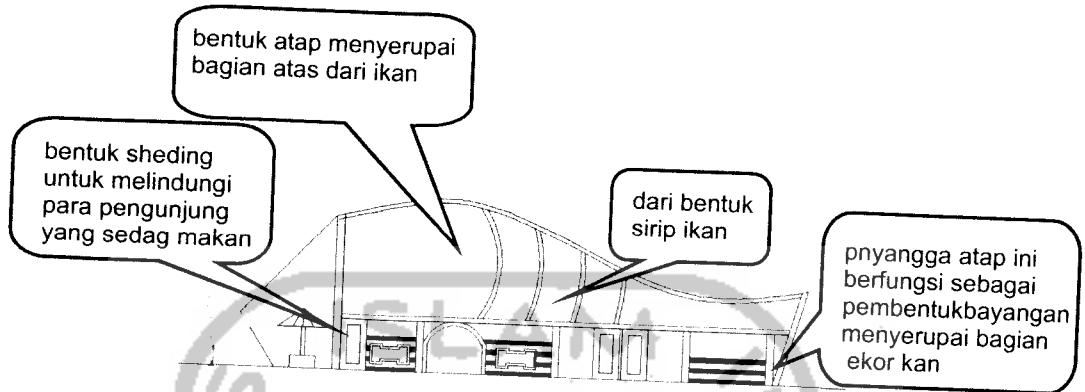 bentuk atap menyerupai
bagian atas dari ikan
bentuk sheding
untuk melindungi
para pengunjung
yang sedag makan
dari bentuk
sirip ikan
pnyangga atap ini
berfungsi sebagai
pembentukbayangan
menyerupai bagian
ekor kan
ISLAM